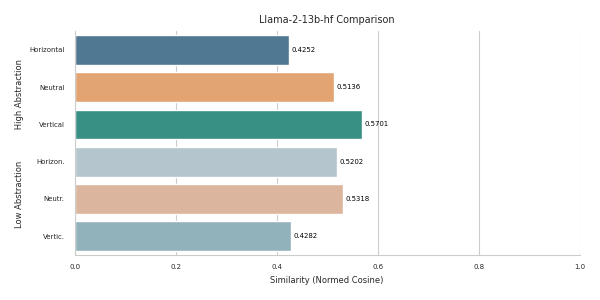 Llama-2-13b-hf Comparison
High Abstraction
Horizontal
0.4252
Neutral
0.5136
Vertical
0.5701
Low Abstraction
Horizon.
0.5202
Neutr.
0.5318
Vertic.
0.4282
0.0 0.2 0.4 0.6 0.8 1.0
Similarity (Normed Cosine)